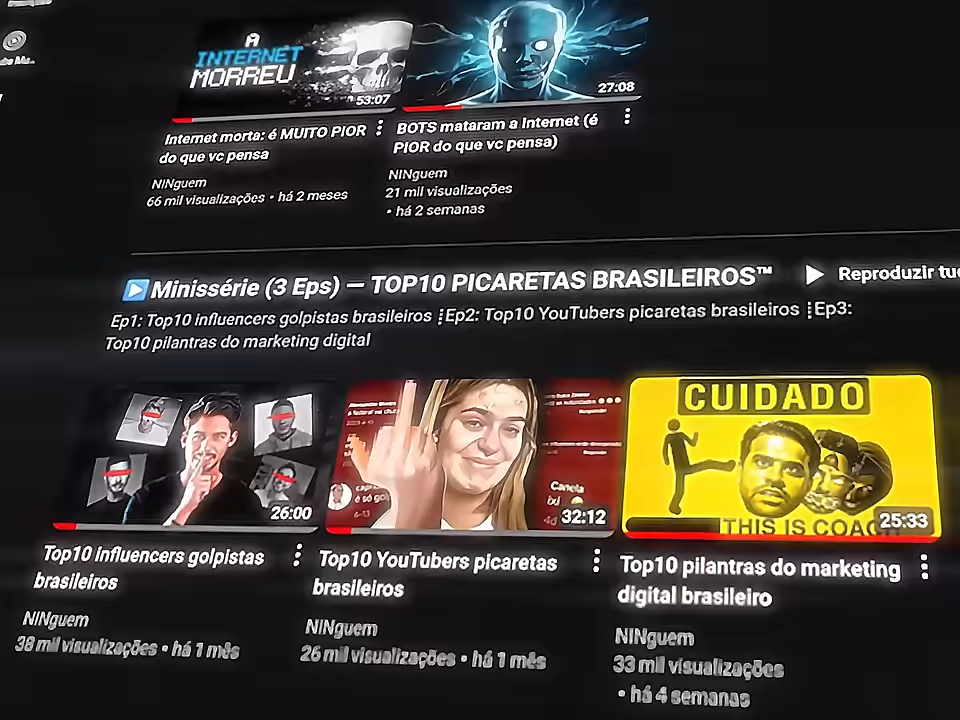 A
INTERNET
MORREU
53:07
27:08
Internet morta: é MUITO PIOR
do que vc pensa
NINguem
66 mil visualizações • há 2 meses
BOTS mataram a Internet (é
PIOR do que vc pensa)
NINguem
21 mil visualizações
• há 2 semanas
Minissérie (3 Eps) — TOP10 PICARETAS BRASILEIROS™
Reproduzir tu
Ep1: Top10 influencers golpistas brasileiros ┋Ep2: Top10 YouTubers picaretas brasileiros ┋Ep3:
Top10 pilantras do marketing digital
26:00
é só gol
Canela
4d
32:12
CUIDADO
THIS IS COACH
25:33
Top10 influencers golpistas
brasileiros
NINguem
38 mil visualizações • há 1 mês
Top10 YouTubers picaretas
brasileiros
NINguem
26 mil visualizações • há 1 mês
Top10 pilantras do marketing
digital brasileiro
NINguem
33 mil visualizações
• há 4 semanas